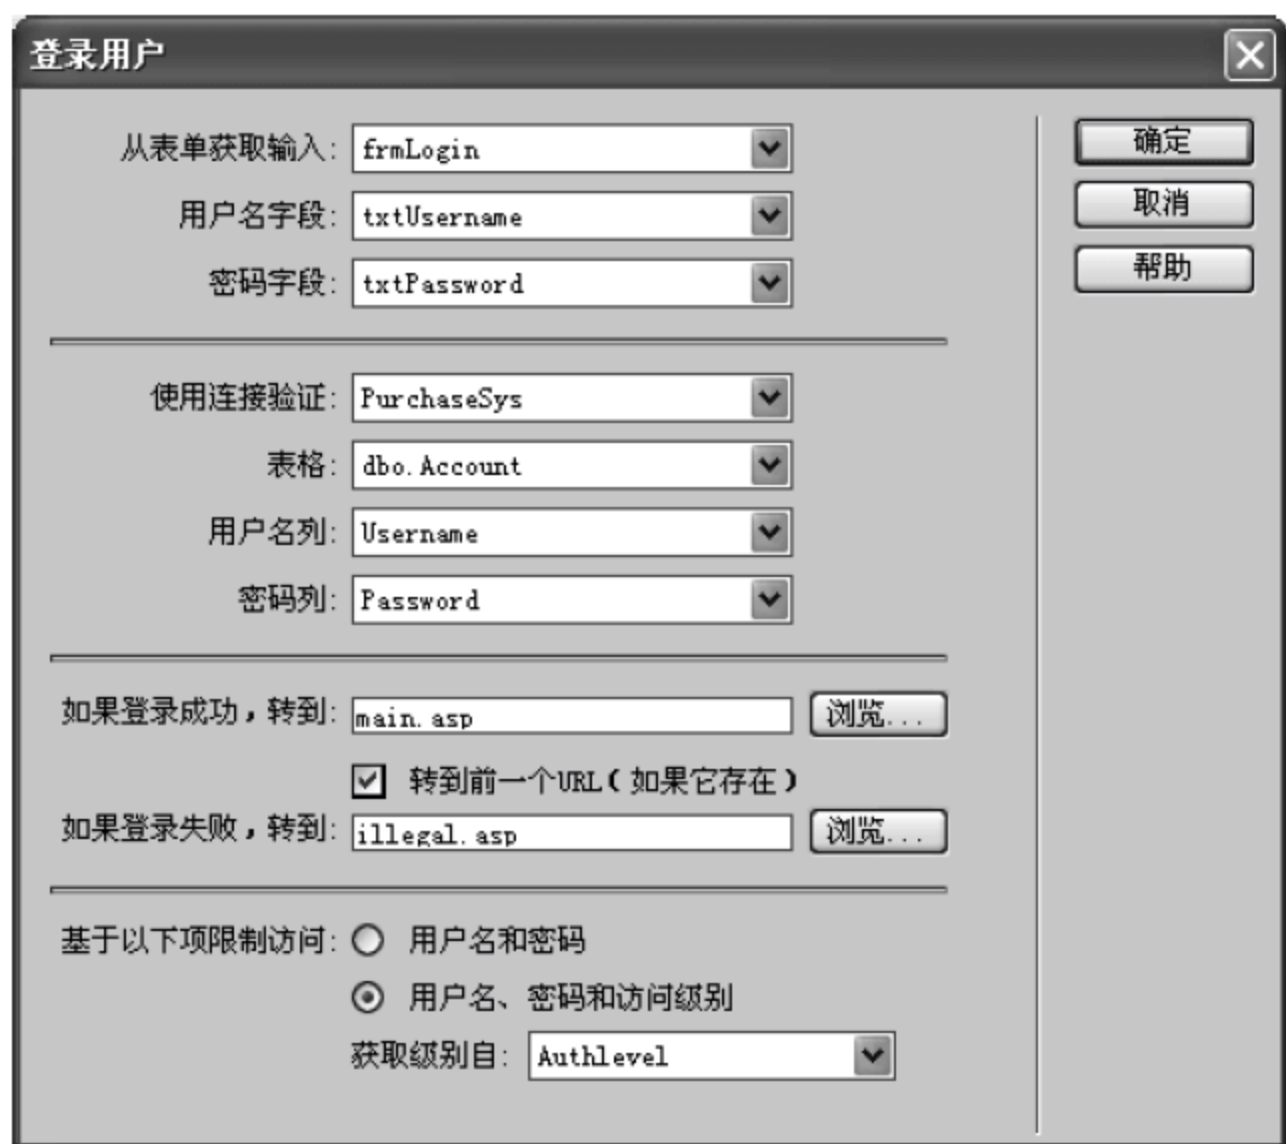 登录用户
从表单获取输入: frmLogin 确定
用户名字段: txtUsername 取消
密码字段: txtPassword 帮助
使用连接验证: PurchaseSys
表格: dbo.Account
用户名列: Username
密码列: Password
如果登录成功，转到: main.asp 浏览...
转到前一个URL(如果它存在)
如果登录失败，转到: illegal.asp 浏览...
基于以下项限制访问: 用户名和密码
用户名、密码和访问级别
获取级别自: Authlevel